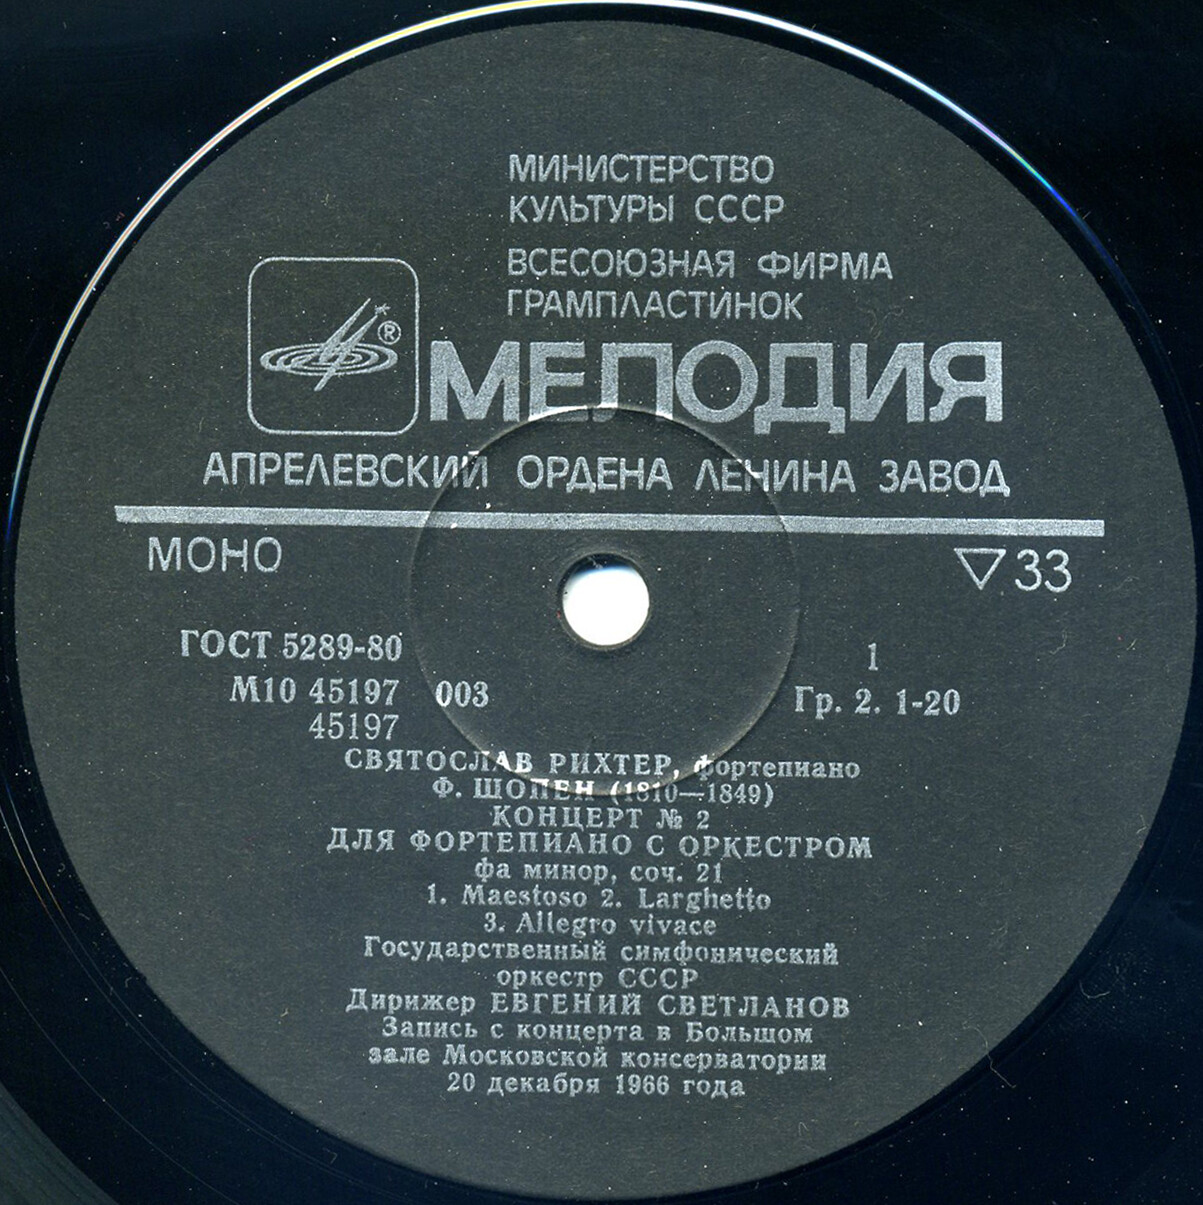 МИНИСТЕРСТВО
КУЛЬТУРЫ СССР
ВСЕСОЮЗНАЯ ФИРМА
ГРАМПЛАСТИНОК
®
МЕЛОДИЯ
АПРЕЛЕВСКИЙ ОРДЕНА ЛЕНИНА ЗАВОД
МОНО
▽33
ГОСТ 5289-80
1
М10 45197 003
Гр. 2. 1-20
45197
СВЯТОСЛАВ РИХТЕР, фортепиано
Ф. ШОПЕН (1810—1849)
КОНЦЕРТ № 2
ДЛЯ ФОРТЕПИАНО С ОРКЕСТРОМ
фа минор, соч. 21
1. Maestoso 2. Larghetto
3. Allegro vivace
Государственный симфонический
оркестр СССР
Дирижер ЕВГЕНИЙ СВЕТЛАНОВ
Запись с концерта в Большом
зале Московской консерватории
20 декабря 1966 года